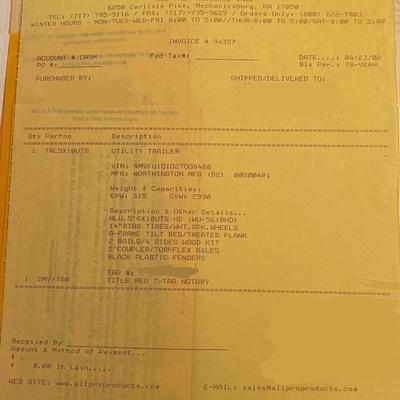 6250 Carlisle Pike, Mechanicsburg, PA 17050
TEL: (717) 795-9116 / FAX: (717)-795-9629 / Orders Only: (800) 622-7003
WINTER HOURS - MON-TUES-WED-FRI 8:00 TO 5:00/THUR-8:00 TO 5:00/SAT-8:00 TO 2:00
INVOICE # 94357
ACCOUNT # CASH Fed Tax#: DATE....: 04/23/02
PO #: Sls Per.: TS-VEAH
PURCHASED BY: SHIPPED/DELIVERED TO:
Qty Partno Description
1 TRL5X10UTS UTILITY TRAILER
VIN: 4MVFU101027008488
MFG: WORTHINGTON MFG (B2) 005004P1
Weight & Capacities:
EVW: 315 GVW: 2990
Description & Other Details...
ALU.5'6X10UTS HD (WU-5610HD)
14"BIAS TIRES/WHT.SPK.WHEELS
A-FRAME TILT BED/TREATED PLANK
2 RAILS/4 SIDES WOOD KIT
2"COUPLER/TORKFLEX AXLES
BLACK PLASTIC FENDERS
TAG #:
1 DMV/TAG TITLE REG T-TAG NOTARY
Received By
Amount & Method of Payment...
$ .
$ 0.00 In Cash.....
WEB SITE: www.allproproducts.com E-MAIL: sales@allproproducts.com